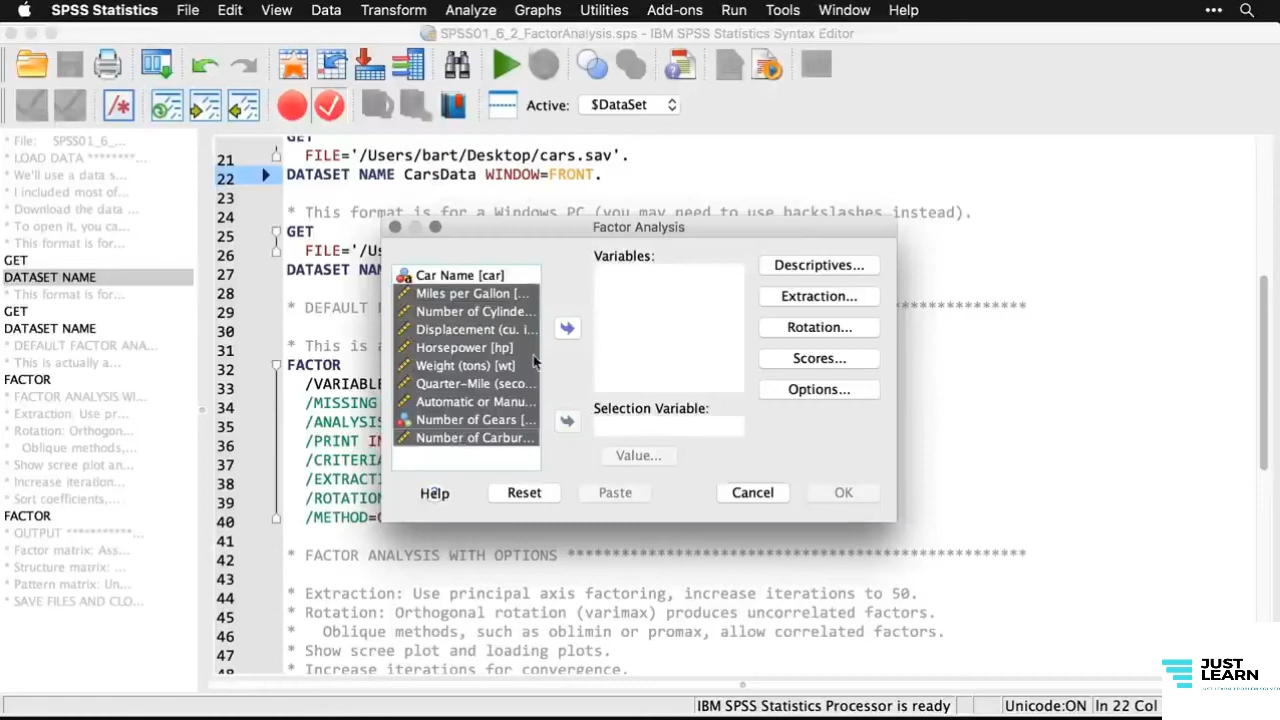 SPSS Statistics File Edit View Data Transform Analyze Graphs Utilities Add-ons Run Tools Window Help
SPSS01_6_2_FactorAnalysis.sps - IBM SPSS Statistics Syntax Editor
Active: $DataSet
* File: SPSS01_6_...
* LOAD DATA ********...
* We'll use a data s...
* I included most of...
* Download the data ...
* To open it, you ca...
* This format is for...
GET
DATASET NAME
* This format is for ...
GET
DATASET NAME
* DEFAULT FACTOR ANA...
* This is actually a...
FACTOR
* FACTOR ANALYSIS WI...
* Extraction: Use pr...
* Rotation: Orthogon...
* Oblique methods,...
* Show scree plot an...
* Increase iteration...
* Sort coefficients,...
FACTOR
* OUTPUT ***********...
* Factor matrix: Ass...
* Structure matrix: ...
* Pattern matrix: Un...
* SAVE FILES AND CLO...
GET
21 FILE='/Users/bart/Desktop/cars.sav'.
22 DATASET NAME CarsData WINDOW=FRONT.
23
24 * This format is for a Windows PC (you may need to use backslashes instead).
25 GET
26 FILE='/U
27 DATASET NA
28
29 * DEFAULT
30
31 * This is a
32 FACTOR
33 /VARIABLE
34 /MISSING
35 /ANALYSI
36 /PRINT IN
37 /CRITERI
38 /EXTRACT
39 /ROTATION
40 /METHOD=
41
42 * FACTOR ANALYSIS WITH OPTIONS **************************************************
43
44 * Extraction: Use principal axis factoring, increase iterations to 50.
45 * Rotation: Orthogonal rotation (varimax) produces uncorrelated factors.
46 * Oblique methods, such as oblimin or promax, allow correlated factors.
47 * Show scree plot and loading plots.
48 * Increase iterations for convergence.
Factor Analysis
Car Name [car]
Miles per Gallon [...
Number of Cylinde...
Displacement (cu. i...
Horsepower [hp]
Weight (tons) [wt]
Quarter-Mile (seco...
Automatic or Manu...
Number of Gears [...
Number of Carbur...
Variables:
Selection Variable:
Value...
Descriptives...
Extraction...
Rotation...
Scores...
Options...
Help Reset Paste Cancel OK
IBM SPSS Statistics Processor is ready Unicode:ON In 22 Col
JUST
LEARN